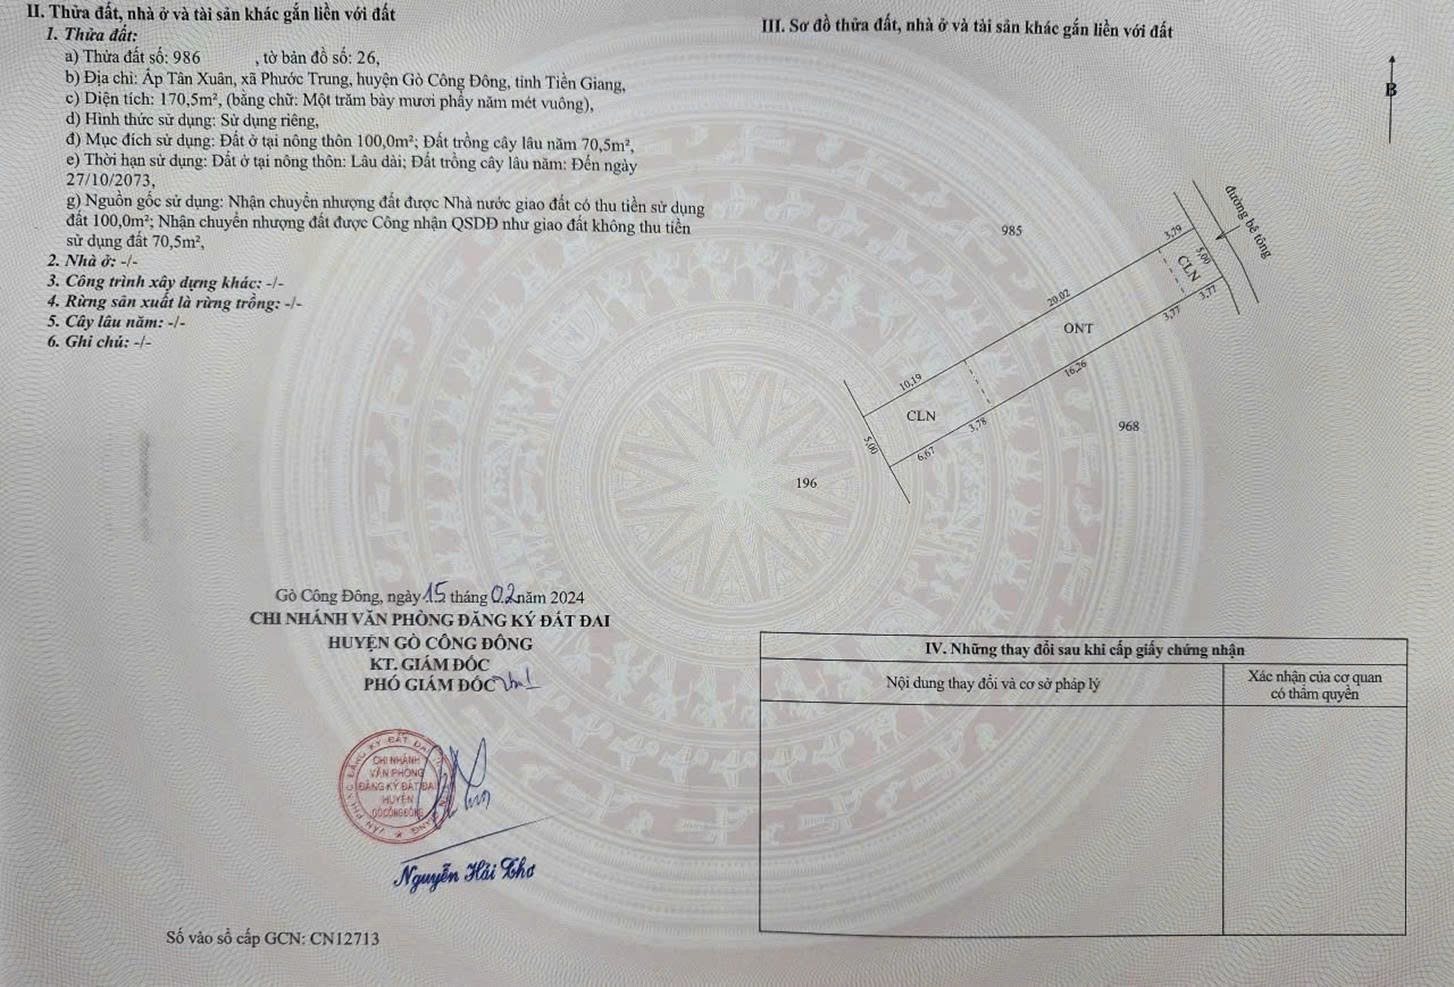 II. Thửa đất, nhà ở và tài sản khác gắn liền với đất
1. Thửa đất:
a) Thửa đất số: 986 , tờ bản đồ số: 26,
b) Địa chỉ: Ấp Tân Xuân, xã Phước Trung, huyện Gò Công Đông, tỉnh Tiền Giang,
c) Diện tích: 170,5m², (bằng chữ: Một trăm bảy mươi phẩy năm mét vuông),
d) Hình thức sử dụng: Sử dụng riêng,
đ) Mục đích sử dụng: Đất ở tại nông thôn 100,0m²; Đất trồng cây lâu năm 70,5m²,
e) Thời hạn sử dụng: Đất ở tại nông thôn: Lâu dài; Đất trồng cây lâu năm: Đến ngày
27/10/2073,
g) Nguồn gốc sử dụng: Nhận chuyển nhượng đất được Nhà nước giao đất có thu tiền sử dụng
đất 100,0m²; Nhận chuyển nhượng đất được Công nhận QSDĐ như giao đất không thu tiền
sử dụng đất 70,5m²,
2. Nhà ở: -/-
3. Công trình xây dựng khác: -/-
4. Rừng sản xuất là rừng trồng: -/-
5. Cây lâu năm: -/-
6. Ghi chú: -/-
Gò Công Đông, ngày 15 tháng 02 năm 2024
CHI NHÁNH VĂN PHÒNG ĐĂNG KÝ ĐẤT ĐAI
HUYỆN GÒ CÔNG ĐÔNG
KT. GIÁM ĐỐC
PHÓ GIÁM ĐỐC
CHI NHÁNH
VĂN PHÒNG
ĐĂNG KÝ ĐẤT ĐAI
HUYỆN
GÒ CÔNG ĐÔNG
Nguyễn Hải Thơ
Số vào sổ cấp GCN: CN12713
III. Sơ đồ thửa đất, nhà ở và tài sản khác gắn liền với đất
B
đường bê tông
985
3,79
5,00
CLN
3,77
3,77
20.02
ONT
16,26
10,19
CLN
3,78
6,67
5,00
968
196
IV. Những thay đổi sau khi cấp giấy chứng nhận
Nội dung thay đổi và cơ sở pháp lý
Xác nhận của cơ quan
có thẩm quyền